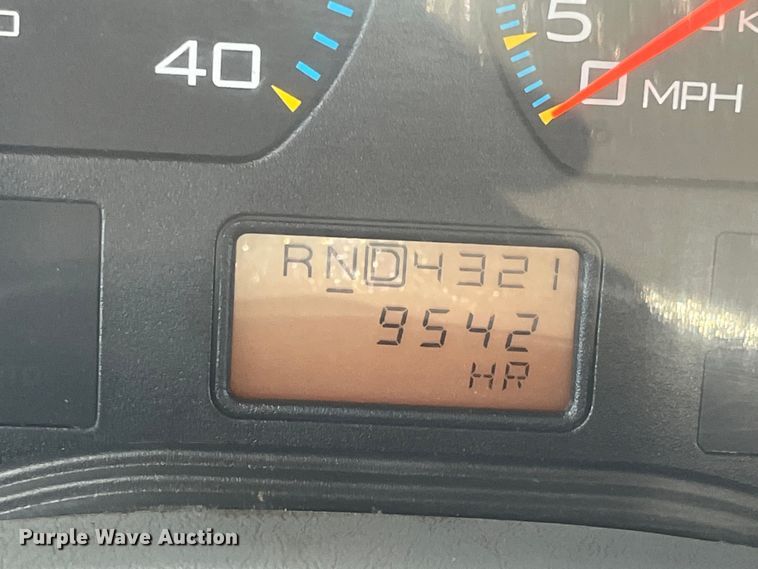 40
5
0 MPH
K
RND4321
9542
HR
Purple Wave Auction